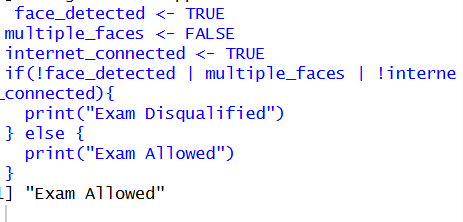 face_detected <- TRUE
multiple_faces <- FALSE
internet_connected <- TRUE
if(!face_detected | multiple_faces | !interne
_connected){
  print("Exam Disqualified")
} else {
  print("Exam Allowed")
}
] "Exam Allowed"